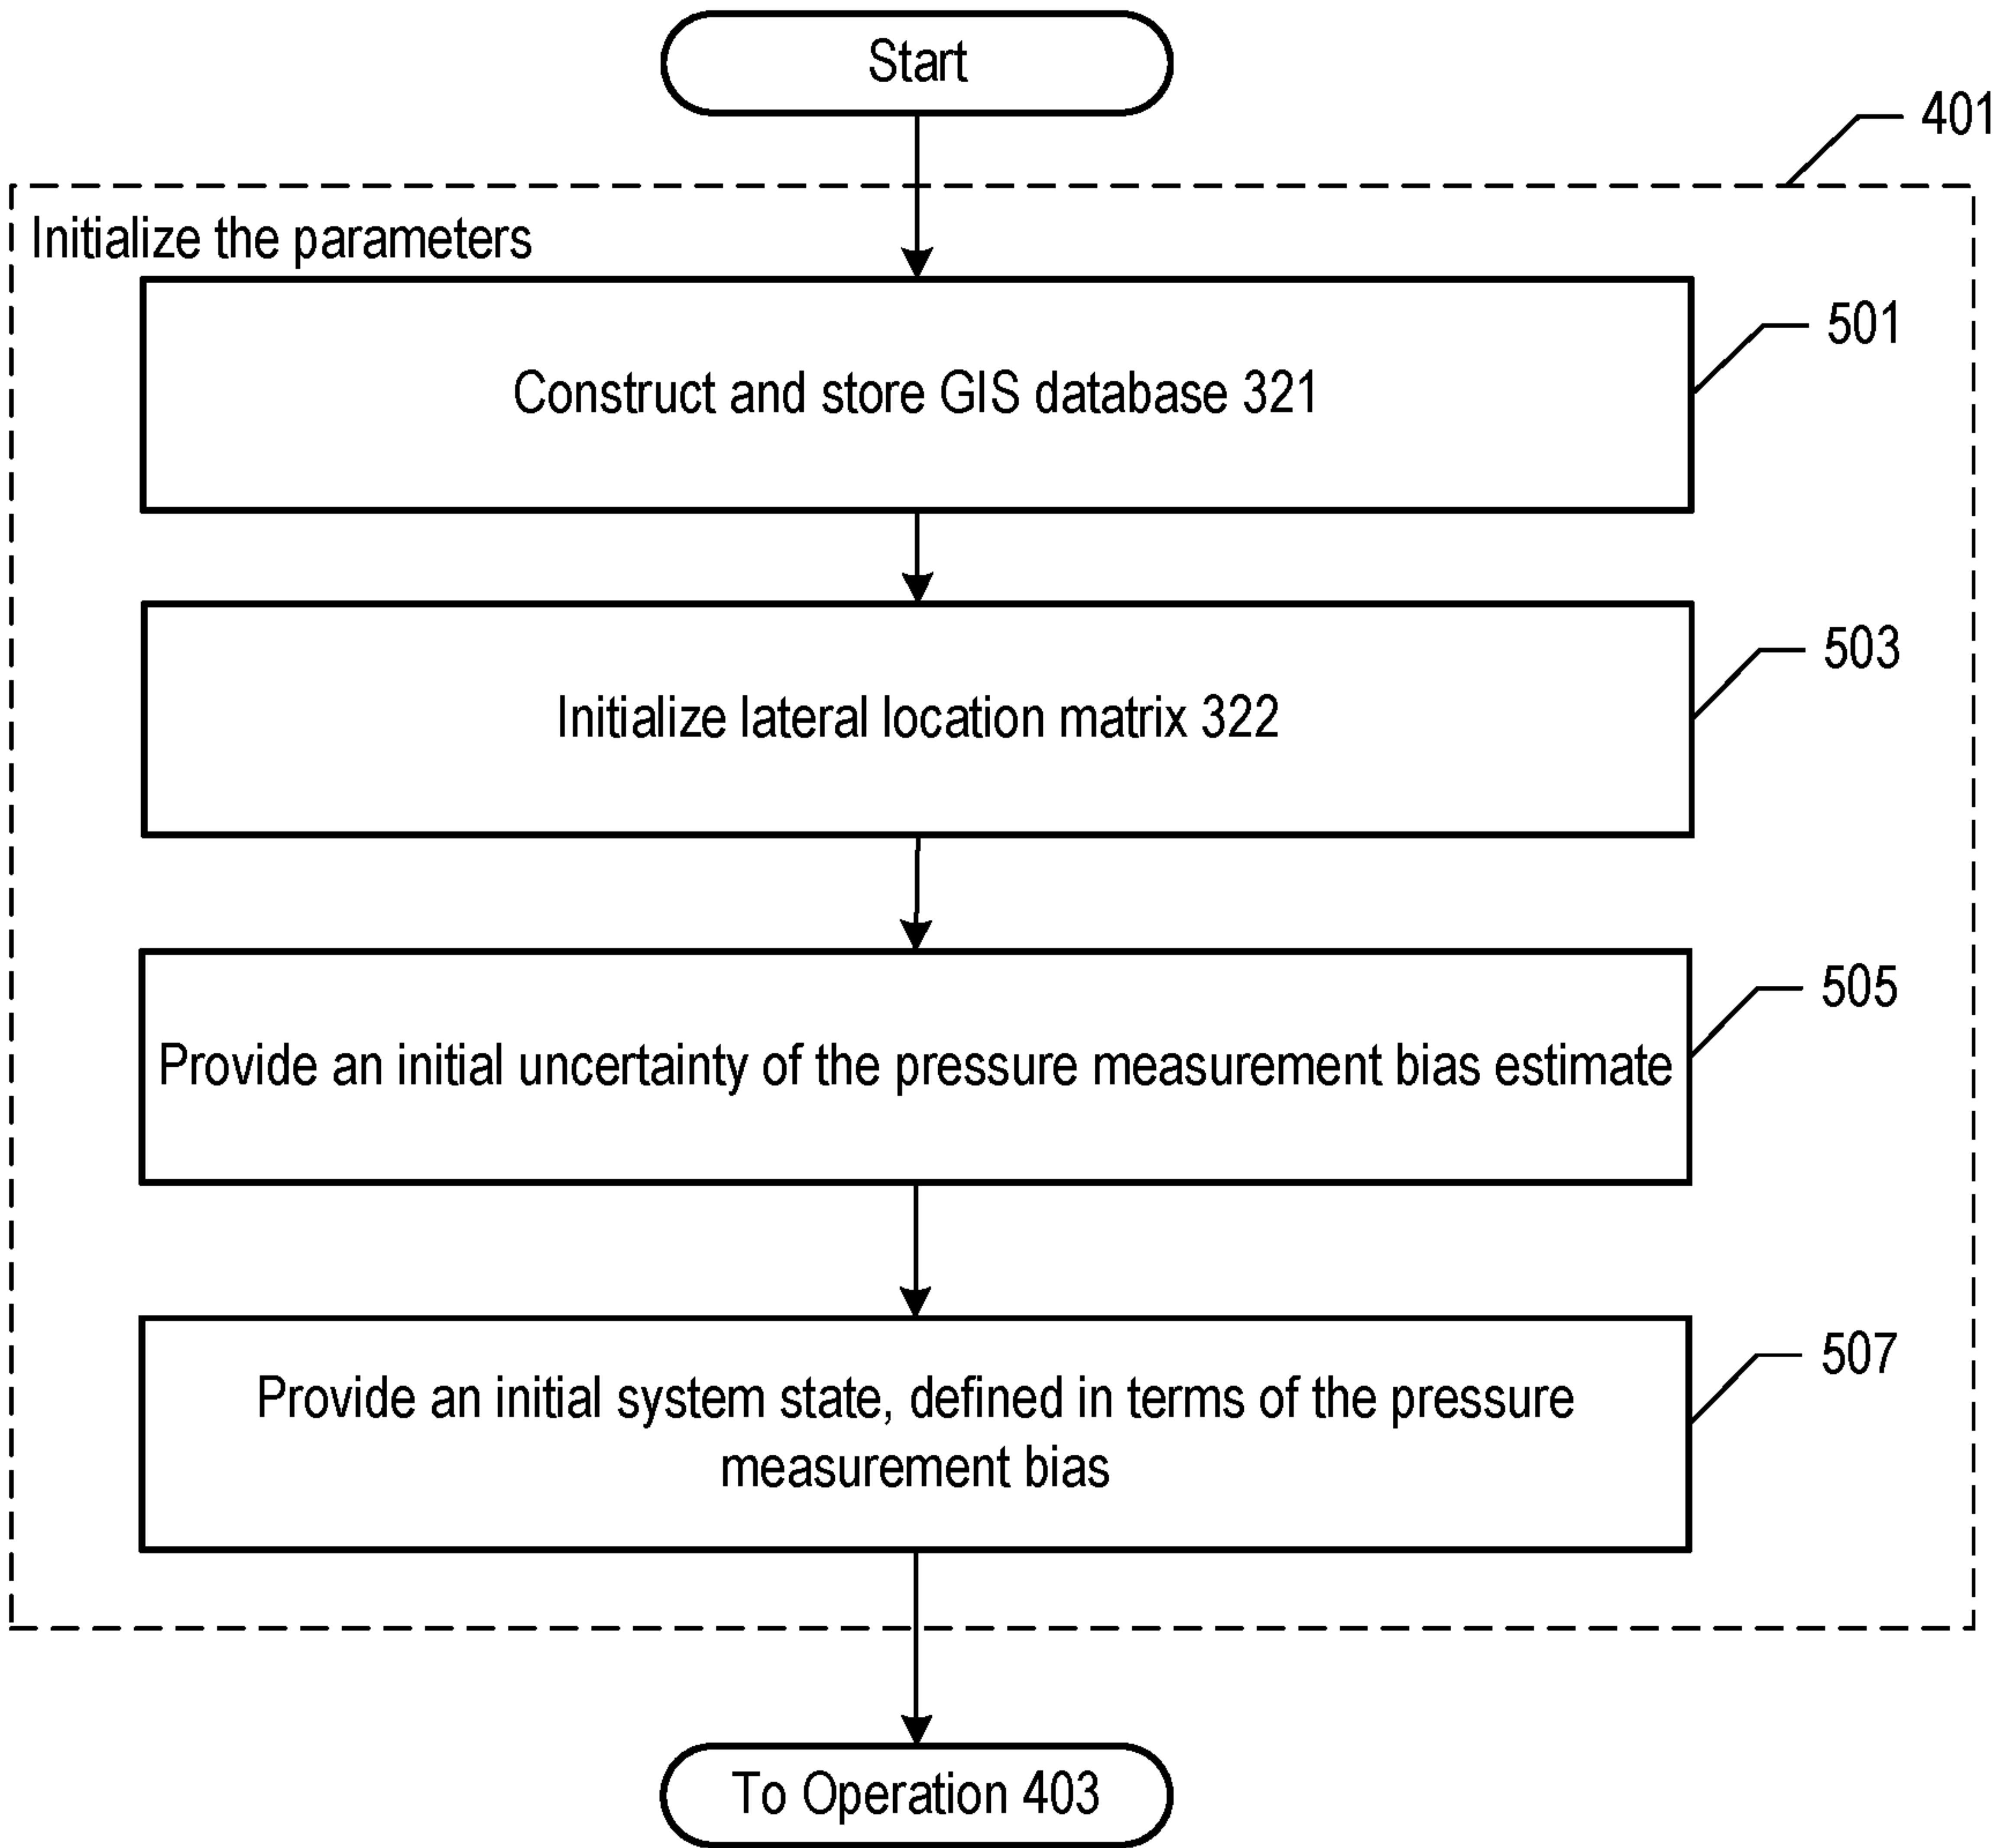 Start
401
Initialize the parameters
501
Construct and store GIS database 321
503
Initialize lateral location matrix 322
505
Provide an initial uncertainty of the pressure measurement bias estimate
507
Provide an initial system state, defined in terms of the pressure
measurement bias
To Operation 403